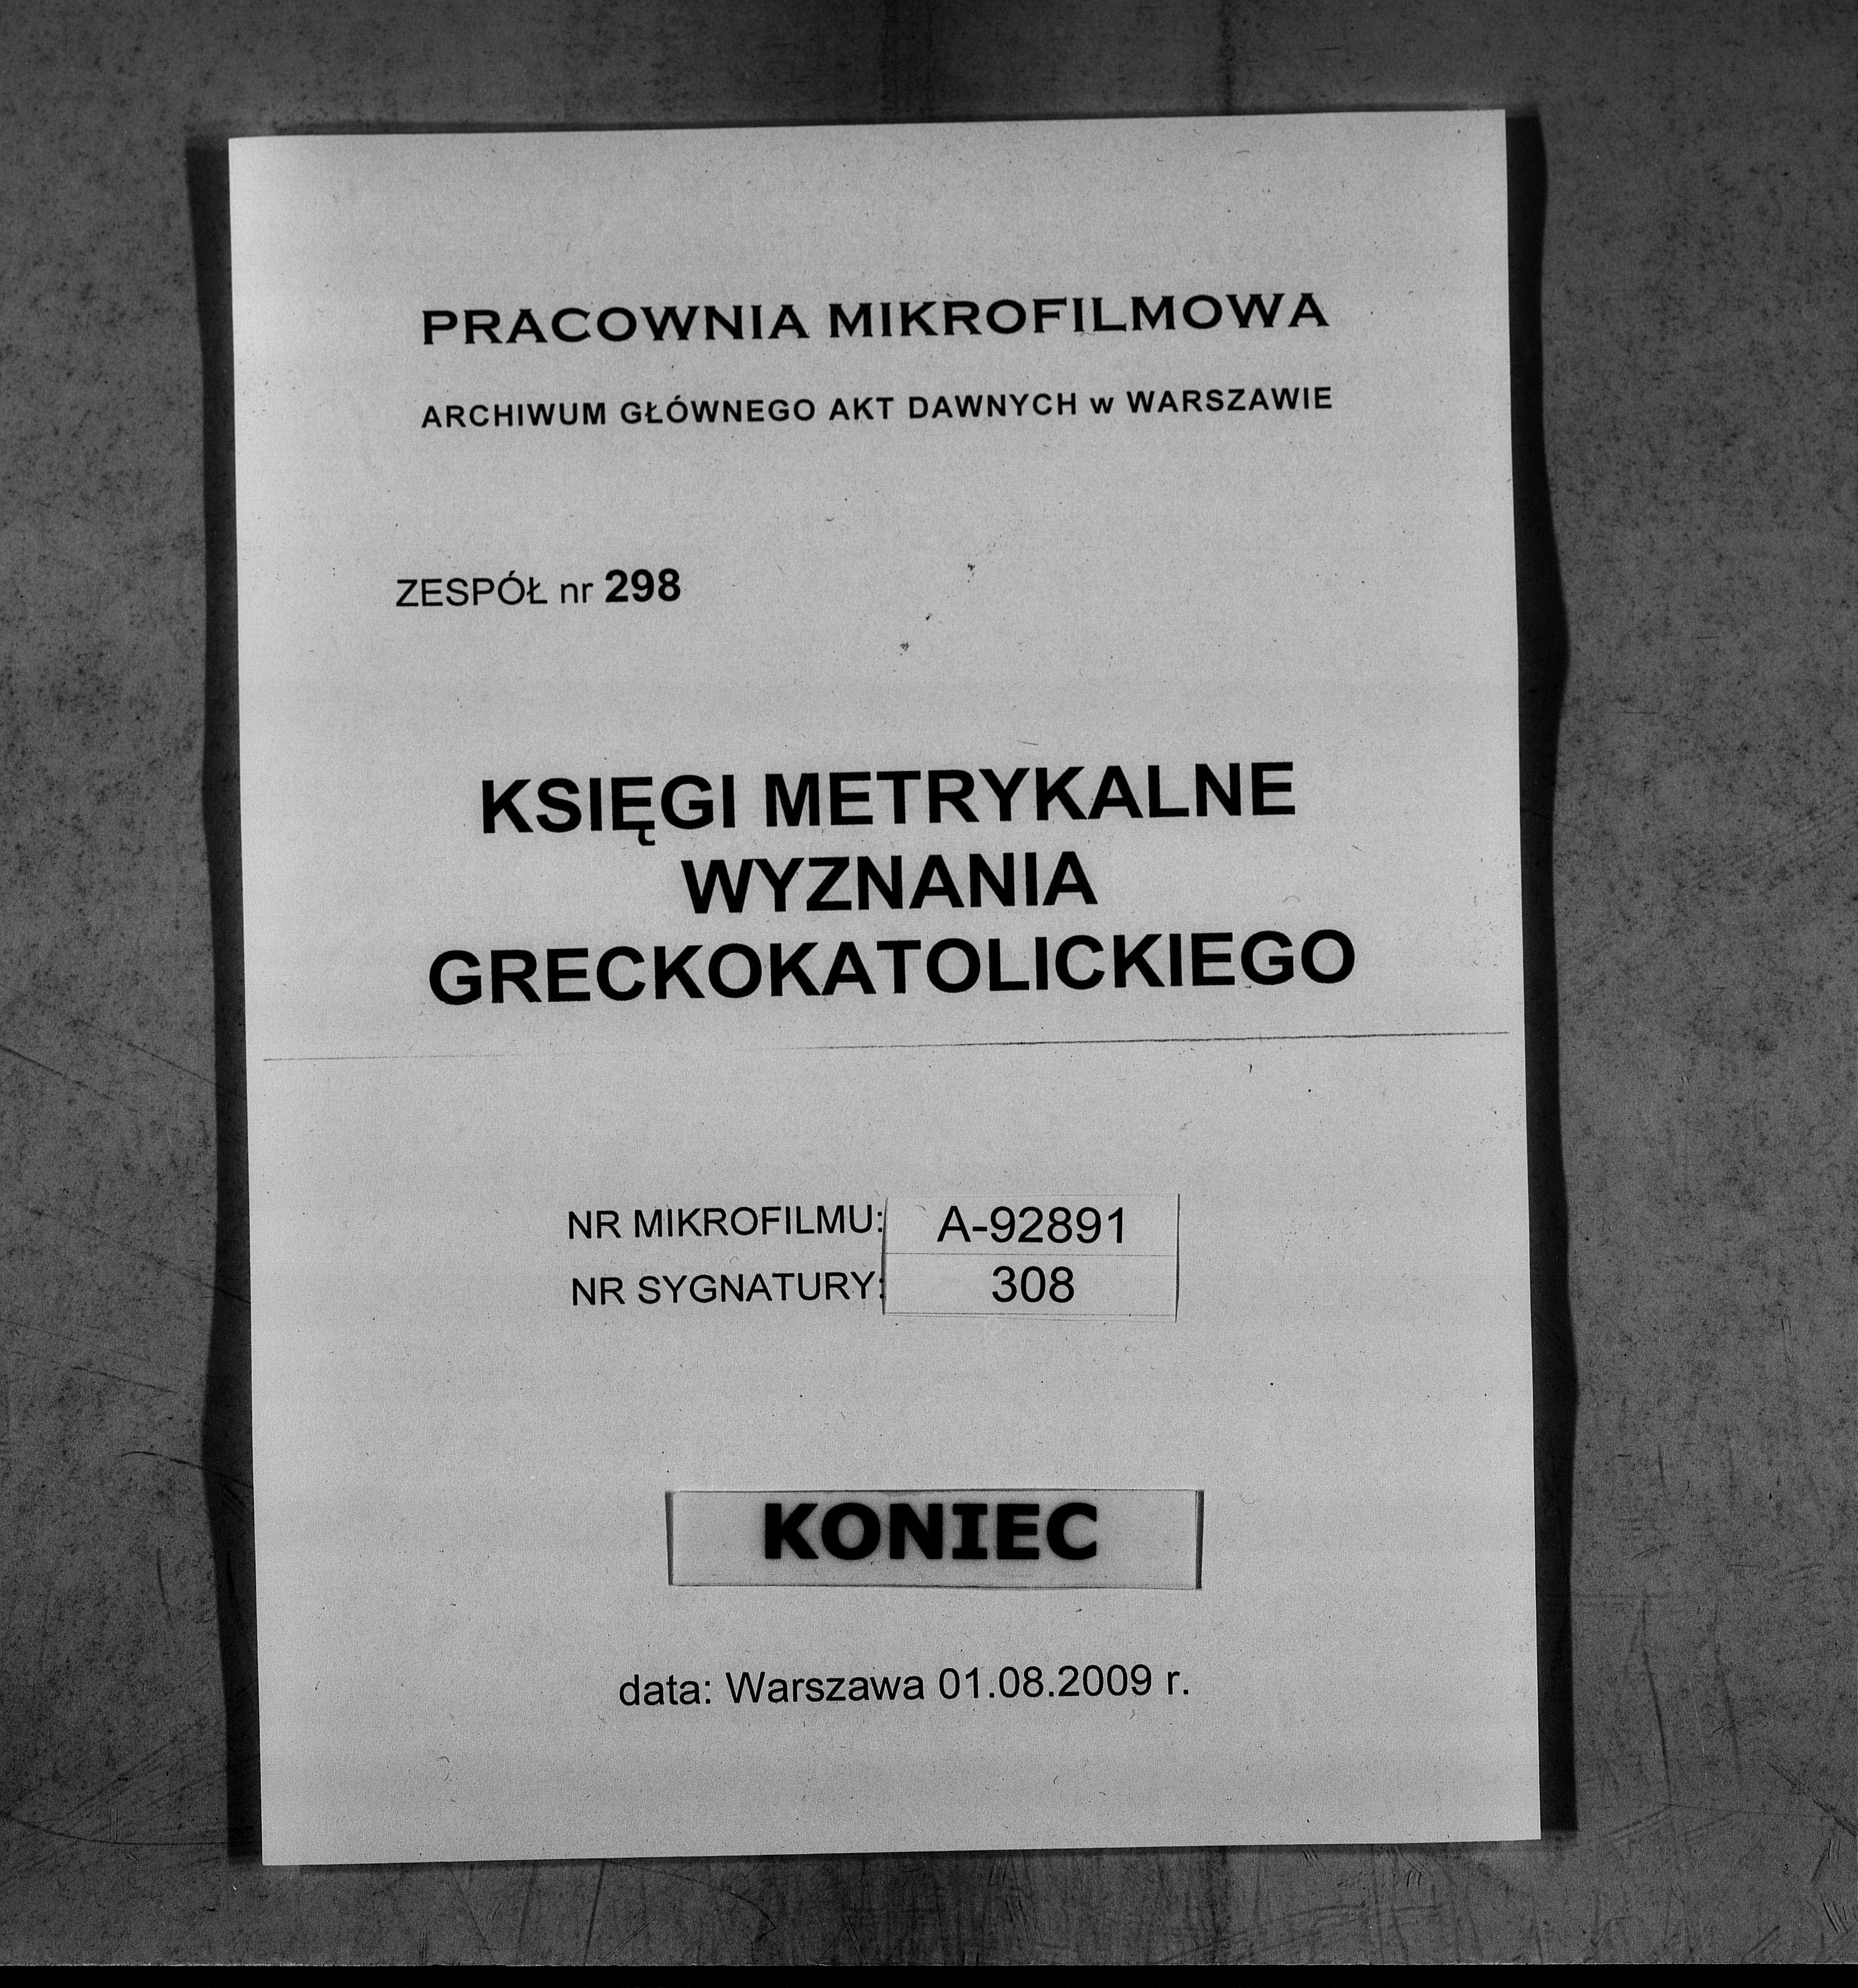 PRACOWNIA MIKROFILMOWA
ARCHIWUM GŁÓWNEGO AKT DAWNYCH w WARSZAWIE
ZESPÓŁ nr 298
KSIĘGI METRYKALNE
WYZNANIA
GRECKOKATOLICKIEGO
NR MIKROFILMU: A-92891
NR SYGNATURY: 308
KONIEC
data: Warszawa 01.08.2009 r.